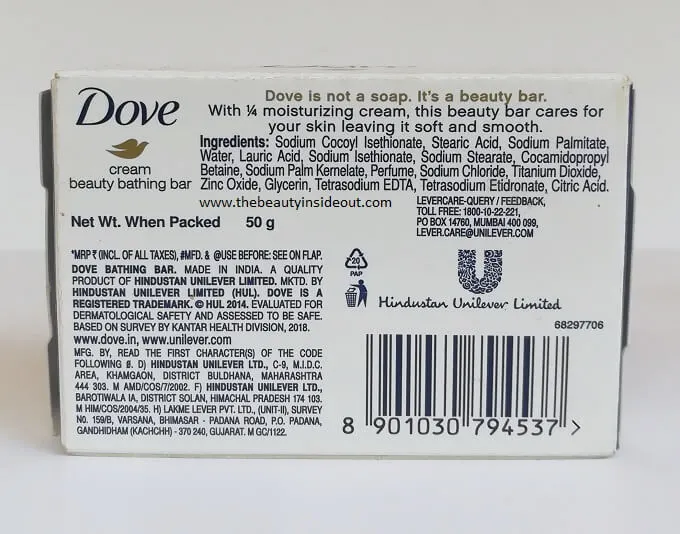 Dove
cream
beauty bathing bar
Dove is not a soap. It's a beauty bar.
With ¼ moisturizing cream, this beauty bar cares for
your skin leaving it soft and smooth.
Ingredients: Sodium Cocoyl Isethionate, Stearic Acid, Sodium Palmitate,
Water, Lauric Acid, Sodium Isethionate, Sodium Stearate, Cocamidopropyl
Betaine, Sodium Palm Kernelate, Perfume, Sodium Chloride, Titanium Dioxide,
Zinc Oxide, Glycerin, Tetrasodium EDTA, Tetrasodium Etidronate, Citric Acid.
www.thebeautyinsideout.com
Net Wt. When Packed 50 g
LEVERCARE-QUERY / FEEDBACK,
TOLL FREE: 1800-10-22-221,
PO BOX 14760, MUMBAI 400 099,
LEVER.CARE@UNILEVER.COM
*MRP ₹ (INCL. OF ALL TAXES), #MFD. & @USE BEFORE: SEE ON FLAP.
DOVE BATHING BAR. MADE IN INDIA. A QUALITY
PRODUCT OF HINDUSTAN UNILEVER LIMITED. MKTD. BY
HINDUSTAN UNILEVER LIMITED (HUL). DOVE IS A
REGISTERED TRADEMARK. © HUL 2014. EVALUATED FOR
DERMATOLOGICAL SAFETY AND ASSESSED TO BE SAFE.
BASED ON SURVEY BY KANTAR HEALTH DIVISION, 2018.
www.dove.in, www.unilever.com
MFG. BY, READ THE FIRST CHARACTER(S) OF THE CODE
FOLLOWING B. D) HINDUSTAN UNILEVER LTD., C-9, M.I.D.C.
AREA, KHAMGAON, DISTRICT BULDHANA, MAHARASHTRA
444 303. M AMD/COS/7/2002. F) HINDUSTAN UNILEVER LTD.,
BAROTIWALA IA, DISTRICT SOLAN, HIMACHAL PRADESH 174 103.
M HIM/COS/2004/35. H) LAKME LEVER PVT. LTD., (UNIT-II), SURVEY
NO. 159/B, VARSANA, BHIMASAR - PADANA ROAD, P.O. PADANA,
GANDHIDHAM (KACHCHH) - 370 240, GUJARAT. M GC/1122.
20
PAP
Hindustan Unilever Limited
68297706
8 901030 794537 >